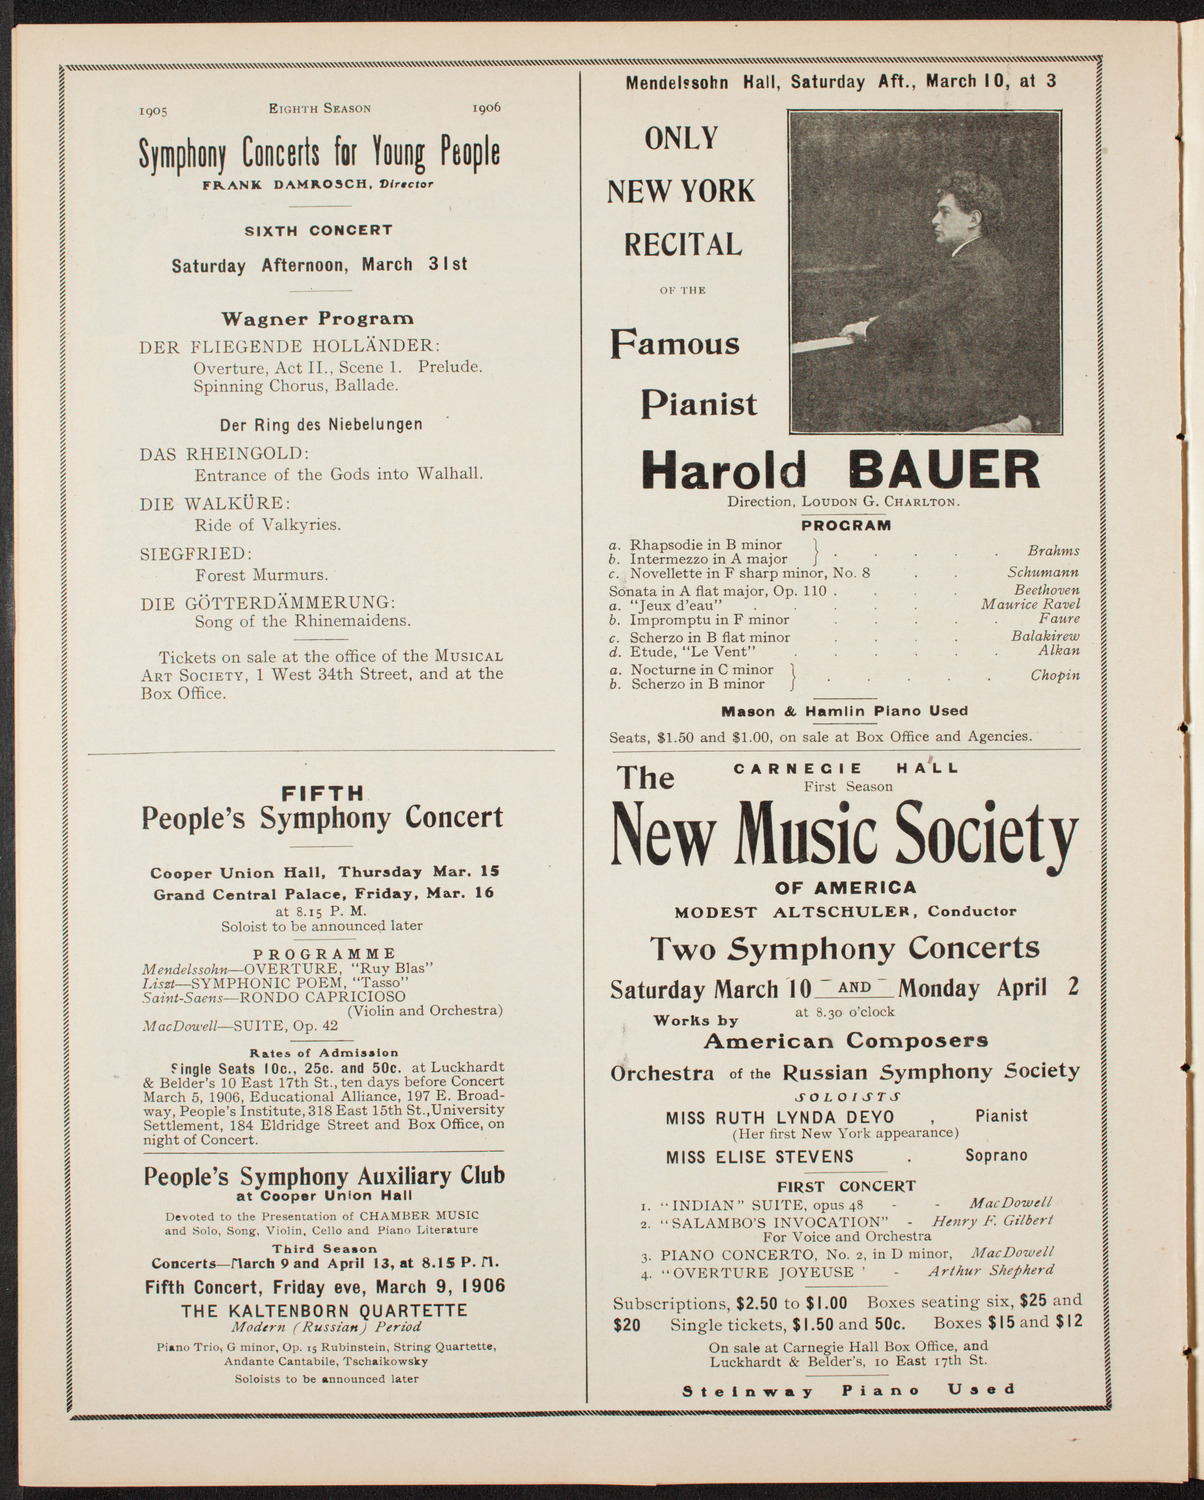 1905 EIGHTH SEASON 1906
Symphony Concerts for Young People
FRANK DAMROSCH, Director
SIXTH CONCERT
Saturday Afternoon, March 31st
Wagner Program
DER FLIEGENDE HOLLÄNDER:
Overture, Act II., Scene 1. Prelude.
Spinning Chorus, Ballade.
Der Ring des Niebelungen
DAS RHEINGOLD:
Entrance of the Gods into Walhall.
DIE WALKÜRE:
Ride of Valkyries.
SIEGFRIED:
Forest Murmurs.
DIE GÖTTERDÄMMERUNG:
Song of the Rhinemaidens.
Tickets on sale at the office of the MUSICAL
ART SOCIETY, 1 West 34th Street, and at the
Box Office.
FIFTH
People's Symphony Concert
Cooper Union Hall, Thursday Mar. 15
Grand Central Palace, Friday, Mar. 16
at 8.15 P. M.
Soloist to be announced later
PROGRAMME
Mendelssohn—OVERTURE, "Ruy Blas"
Liszt—SYMPHONIC POEM, "Tasso"
Saint-Saens—RONDO CAPRICIOSO
(Violin and Orchestra)
MacDowell—SUITE, Op. 42
Rates of Admission
Single Seats 10c., 25c. and 50c. at Luckhardt
& Belder's 10 East 17th St., ten days before Concert
March 5, 1906, Educational Alliance, 197 E. Broad-
way, People's Institute, 318 East 15th St., University
Settlement, 184 Eldridge Street and Box Office, on
night of Concert.
People's Symphony Auxiliary Club
at Cooper Union Hall
Devoted to the Presentation of CHAMBER MUSIC
and Solo, Song, Violin, Cello and Piano Literature
Third Season
Concerts—March 9 and April 13, at 8.15 P. M.
Fifth Concert, Friday eve, March 9, 1906
THE KALTENBORN QUARTETTE
Modern (Russian) Period
Piano Trio, G minor, Op. 15 Rubinstein, String Quartette,
Andante Cantabile, Tschaikowsky
Soloists to be announced later
Mendelssohn Hall, Saturday Aft., March 10, at 3
ONLY
NEW YORK
RECITAL
OF THE
Famous
Pianist
Harold BAUER
Direction, LOUDON G. CHARLTON.
PROGRAM
a. Rhapsodie in B minor
b. Intermezzo in A major } . . . . . Brahms
c. Novellette in F sharp minor, No. 8 . . Schumann
Sonata in A flat major, Op. 110 . . . . Beethoven
a. "Jeux d'eau" . . . . . Maurice Ravel
b. Impromptu in F minor . . . . . Faure
c. Scherzo in B flat minor . . . . Balakirew
d. Etude, "Le Vent" . . . . . . Alkan
a. Nocturne in C minor
b. Scherzo in B minor } . . . . . Chopin
Mason & Hamlin Piano Used
Seats, $1.50 and $1.00, on sale at Box Office and Agencies.
CARNEGIE HALL
First Season
The
New Music Society
OF AMERICA
MODEST ALTSCHULER, Conductor
Two Symphony Concerts
Saturday March 10 AND Monday April 2
at 8.30 o'clock
Works by
American Composers
Orchestra of the Russian Symphony Society
SOLOISTS
MISS RUTH LYNDA DEYO , Pianist
(Her first New York appearance)
MISS ELISE STEVENS . Soprano
FIRST CONCERT
1. "INDIAN" SUITE, opus 48 - - MacDowell
2. "SALAMBO'S INVOCATION" - Henry F. Gilbert
For Voice and Orchestra
3. PIANO CONCERTO, No. 2, in D minor, MacDowell
4. "OVERTURE JOYEUSE ' - Arthur Shepherd
Subscriptions, $2.50 to $1.00 Boxes seating six, $25 and
$20 Single tickets, $1.50 and 50c. Boxes $15 and $12
On sale at Carnegie Hall Box Office, and
Luckhardt & Belder's, 10 East 17th St.
Steinway Piano Used